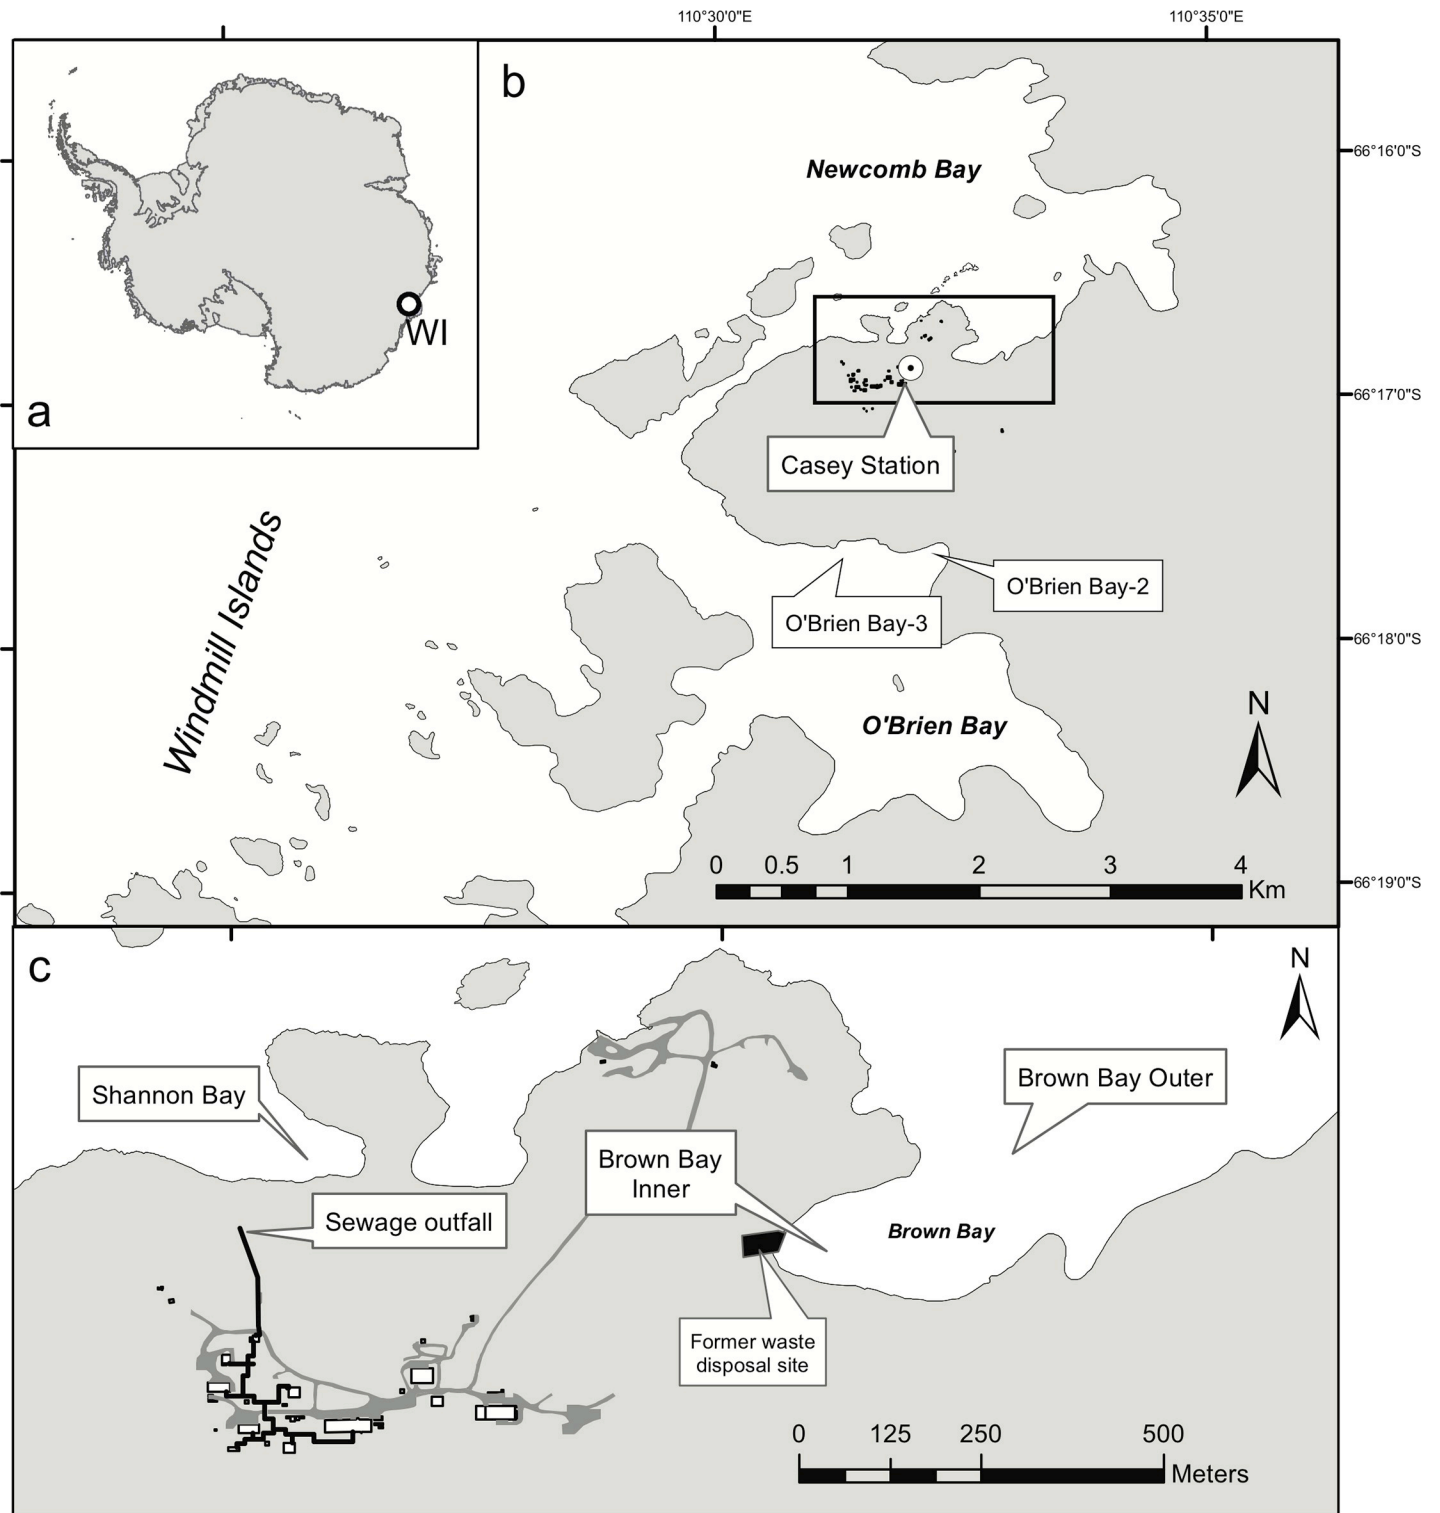 110°30'0"E
110°35'0"E
b
Newcomb Bay
66°16'0"S
WI
a
66°17'0"S
Casey Station
Windmill Islands
O'Brien Bay-2
O'Brien Bay-3
66°18'0"S
O'Brien Bay
N
0 0.5 1 2 3 4
Km
66°19'0"S
c
N
Shannon Bay
Brown Bay Outer
Brown Bay
Inner
Sewage outfall
Brown Bay
Former waste
disposal site
0 125 250 500
Meters